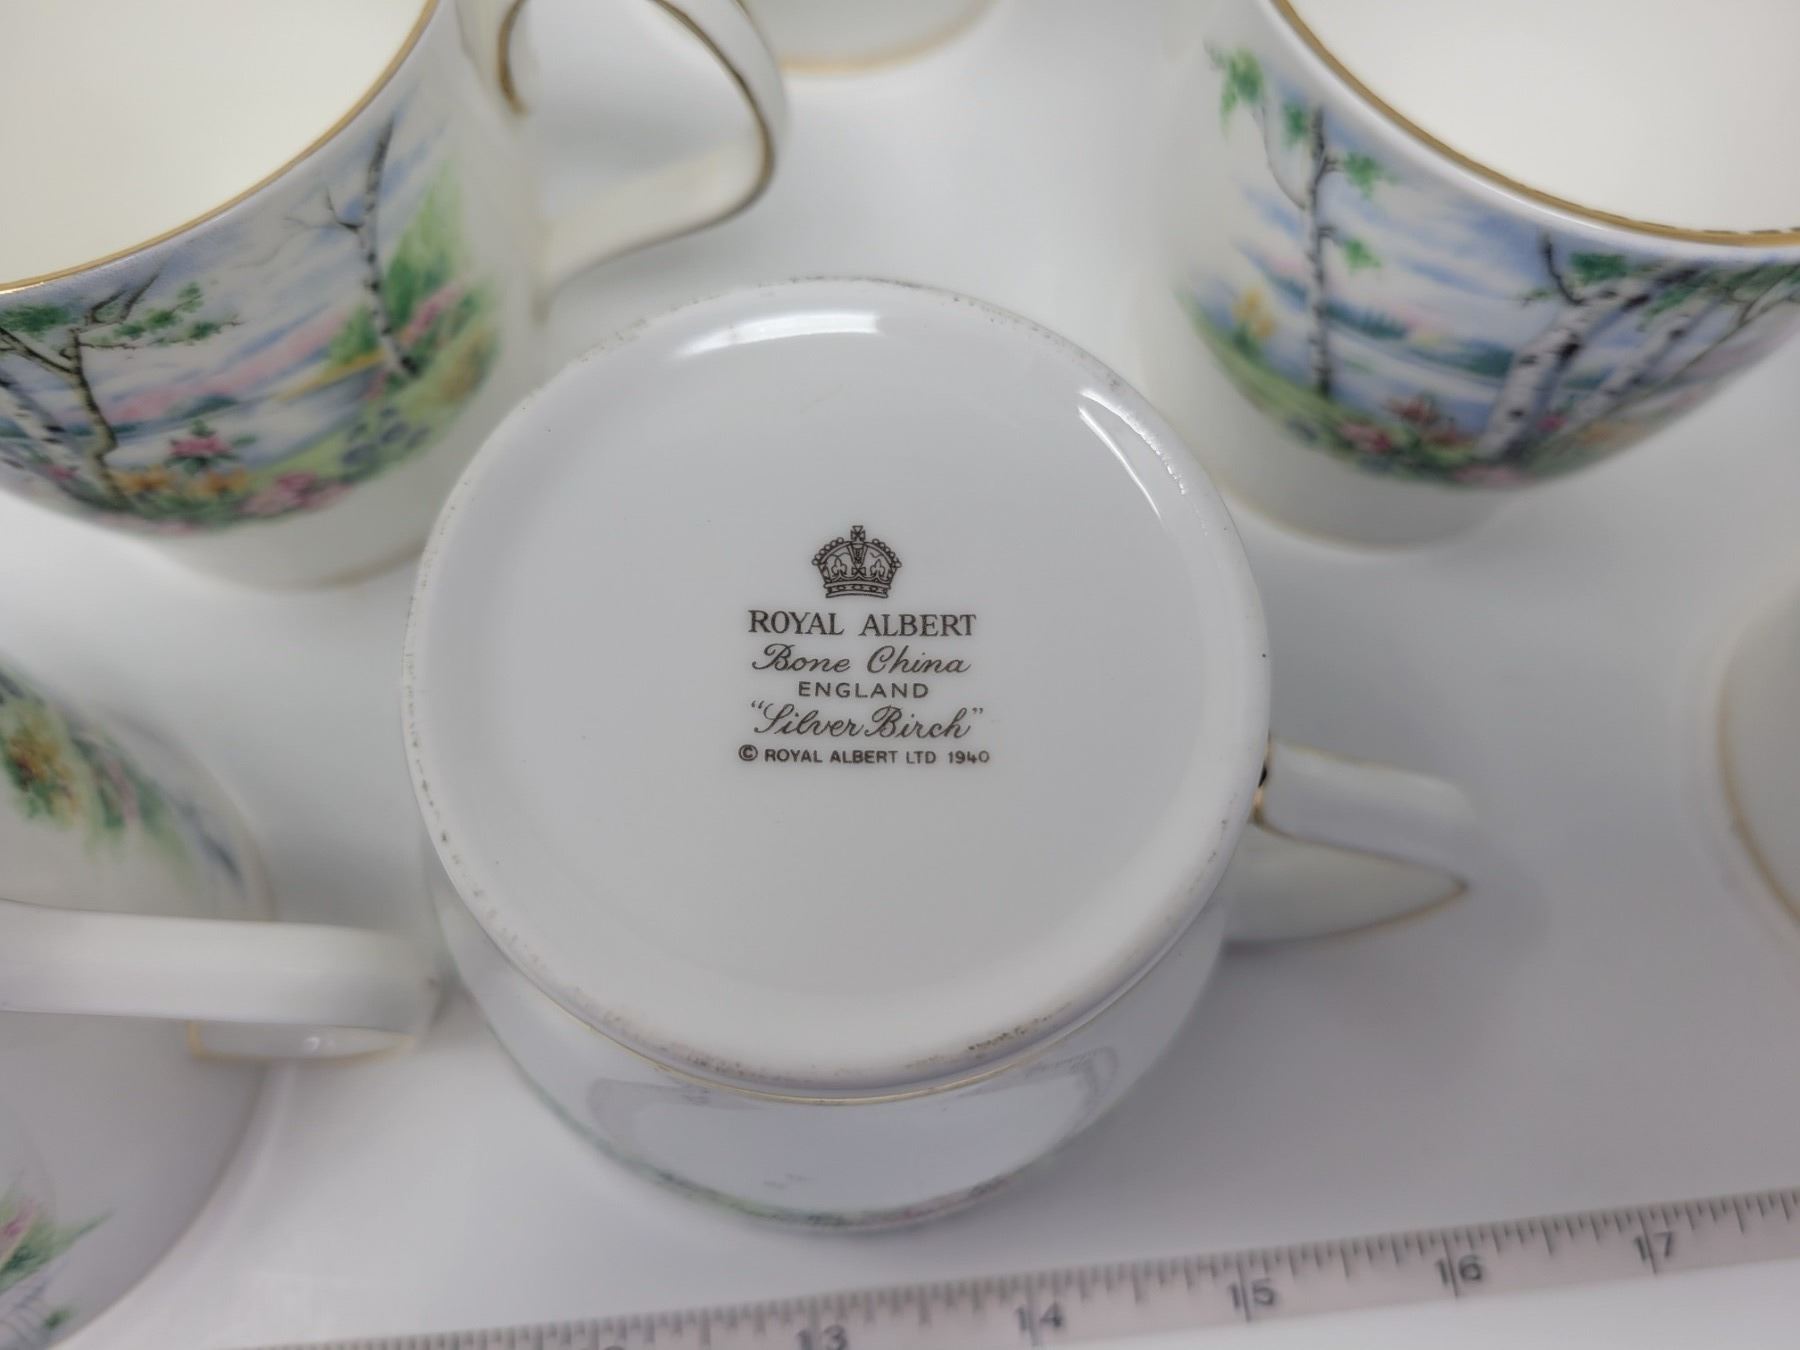 ROYAL ALBERT
Bone China
ENGLAND
"Silver Birch"
© ROYAL ALBERT LTD 1940
13 14 15 16 17